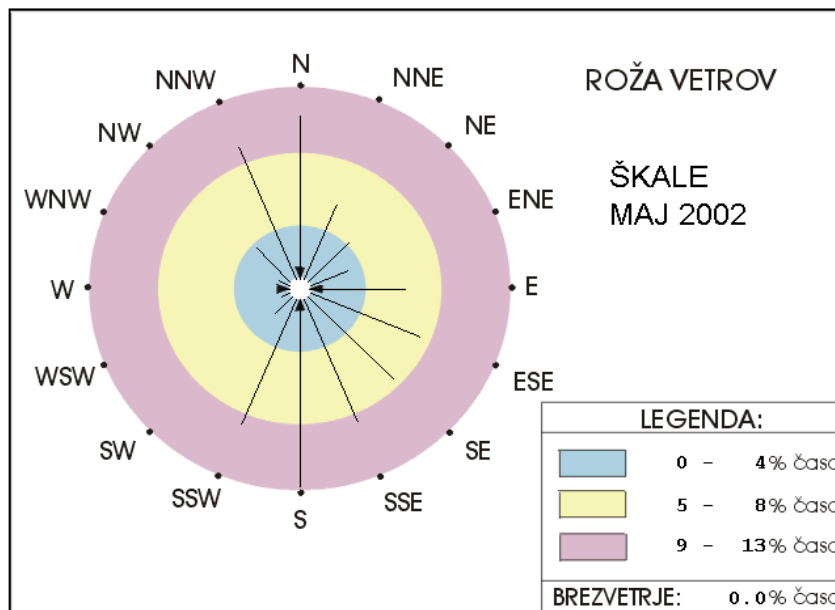 ROŽA VETROV
ŠKALE
MAJ 2002
N
NNE
NE
ENE
E
ESE
SE
SSE
S
SSW
SW
WSW
W
WNW
NW
NNW
LEGENDA:
0 - 4% časa
5 - 8% časa
9 - 13% časa
BREZVETRJE: 0.0% časa